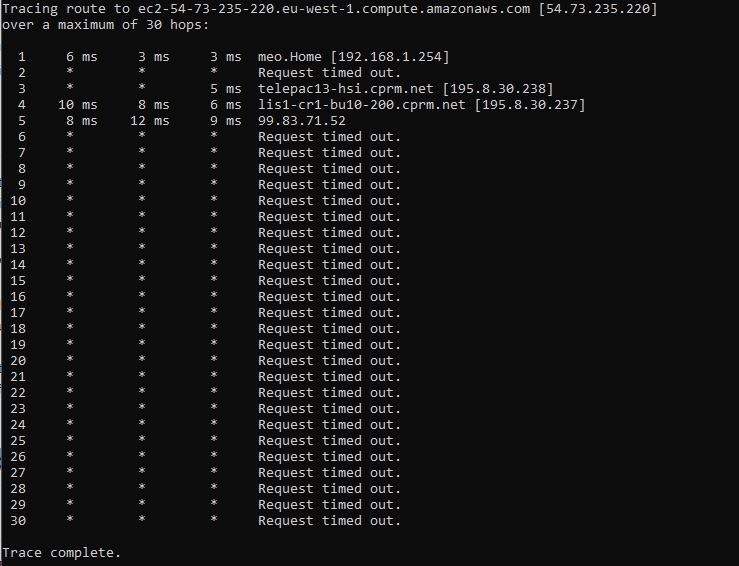 Tracing route to ec2-54-73-235-220.eu-west-1.compute.amazonaws.com [54.73.235.220]
over a maximum of 30 hops:
1 6 ms 3 ms 3 ms meo.Home [192.168.1.254]
2 * * * Request timed out.
3 * * 5 ms telepac13-hsi.cprm.net [195.8.30.238]
4 10 ms 8 ms 6 ms lis1-cr1-bu10-200.cprm.net [195.8.30.237]
5 8 ms 12 ms 9 ms 99.83.71.52
6 * * * Request timed out.
7 * * * Request timed out.
8 * * * Request timed out.
9 * * * Request timed out.
10 * * * Request timed out.
11 * * * Request timed out.
12 * * * Request timed out.
13 * * * Request timed out.
14 * * * Request timed out.
15 * * * Request timed out.
16 * * * Request timed out.
17 * * * Request timed out.
18 * * * Request timed out.
19 * * * Request timed out.
20 * * * Request timed out.
21 * * * Request timed out.
22 * * * Request timed out.
23 * * * Request timed out.
24 * * * Request timed out.
25 * * * Request timed out.
26 * * * Request timed out.
27 * * * Request timed out.
28 * * * Request timed out.
29 * * * Request timed out.
30 * * * Request timed out.
Trace complete.